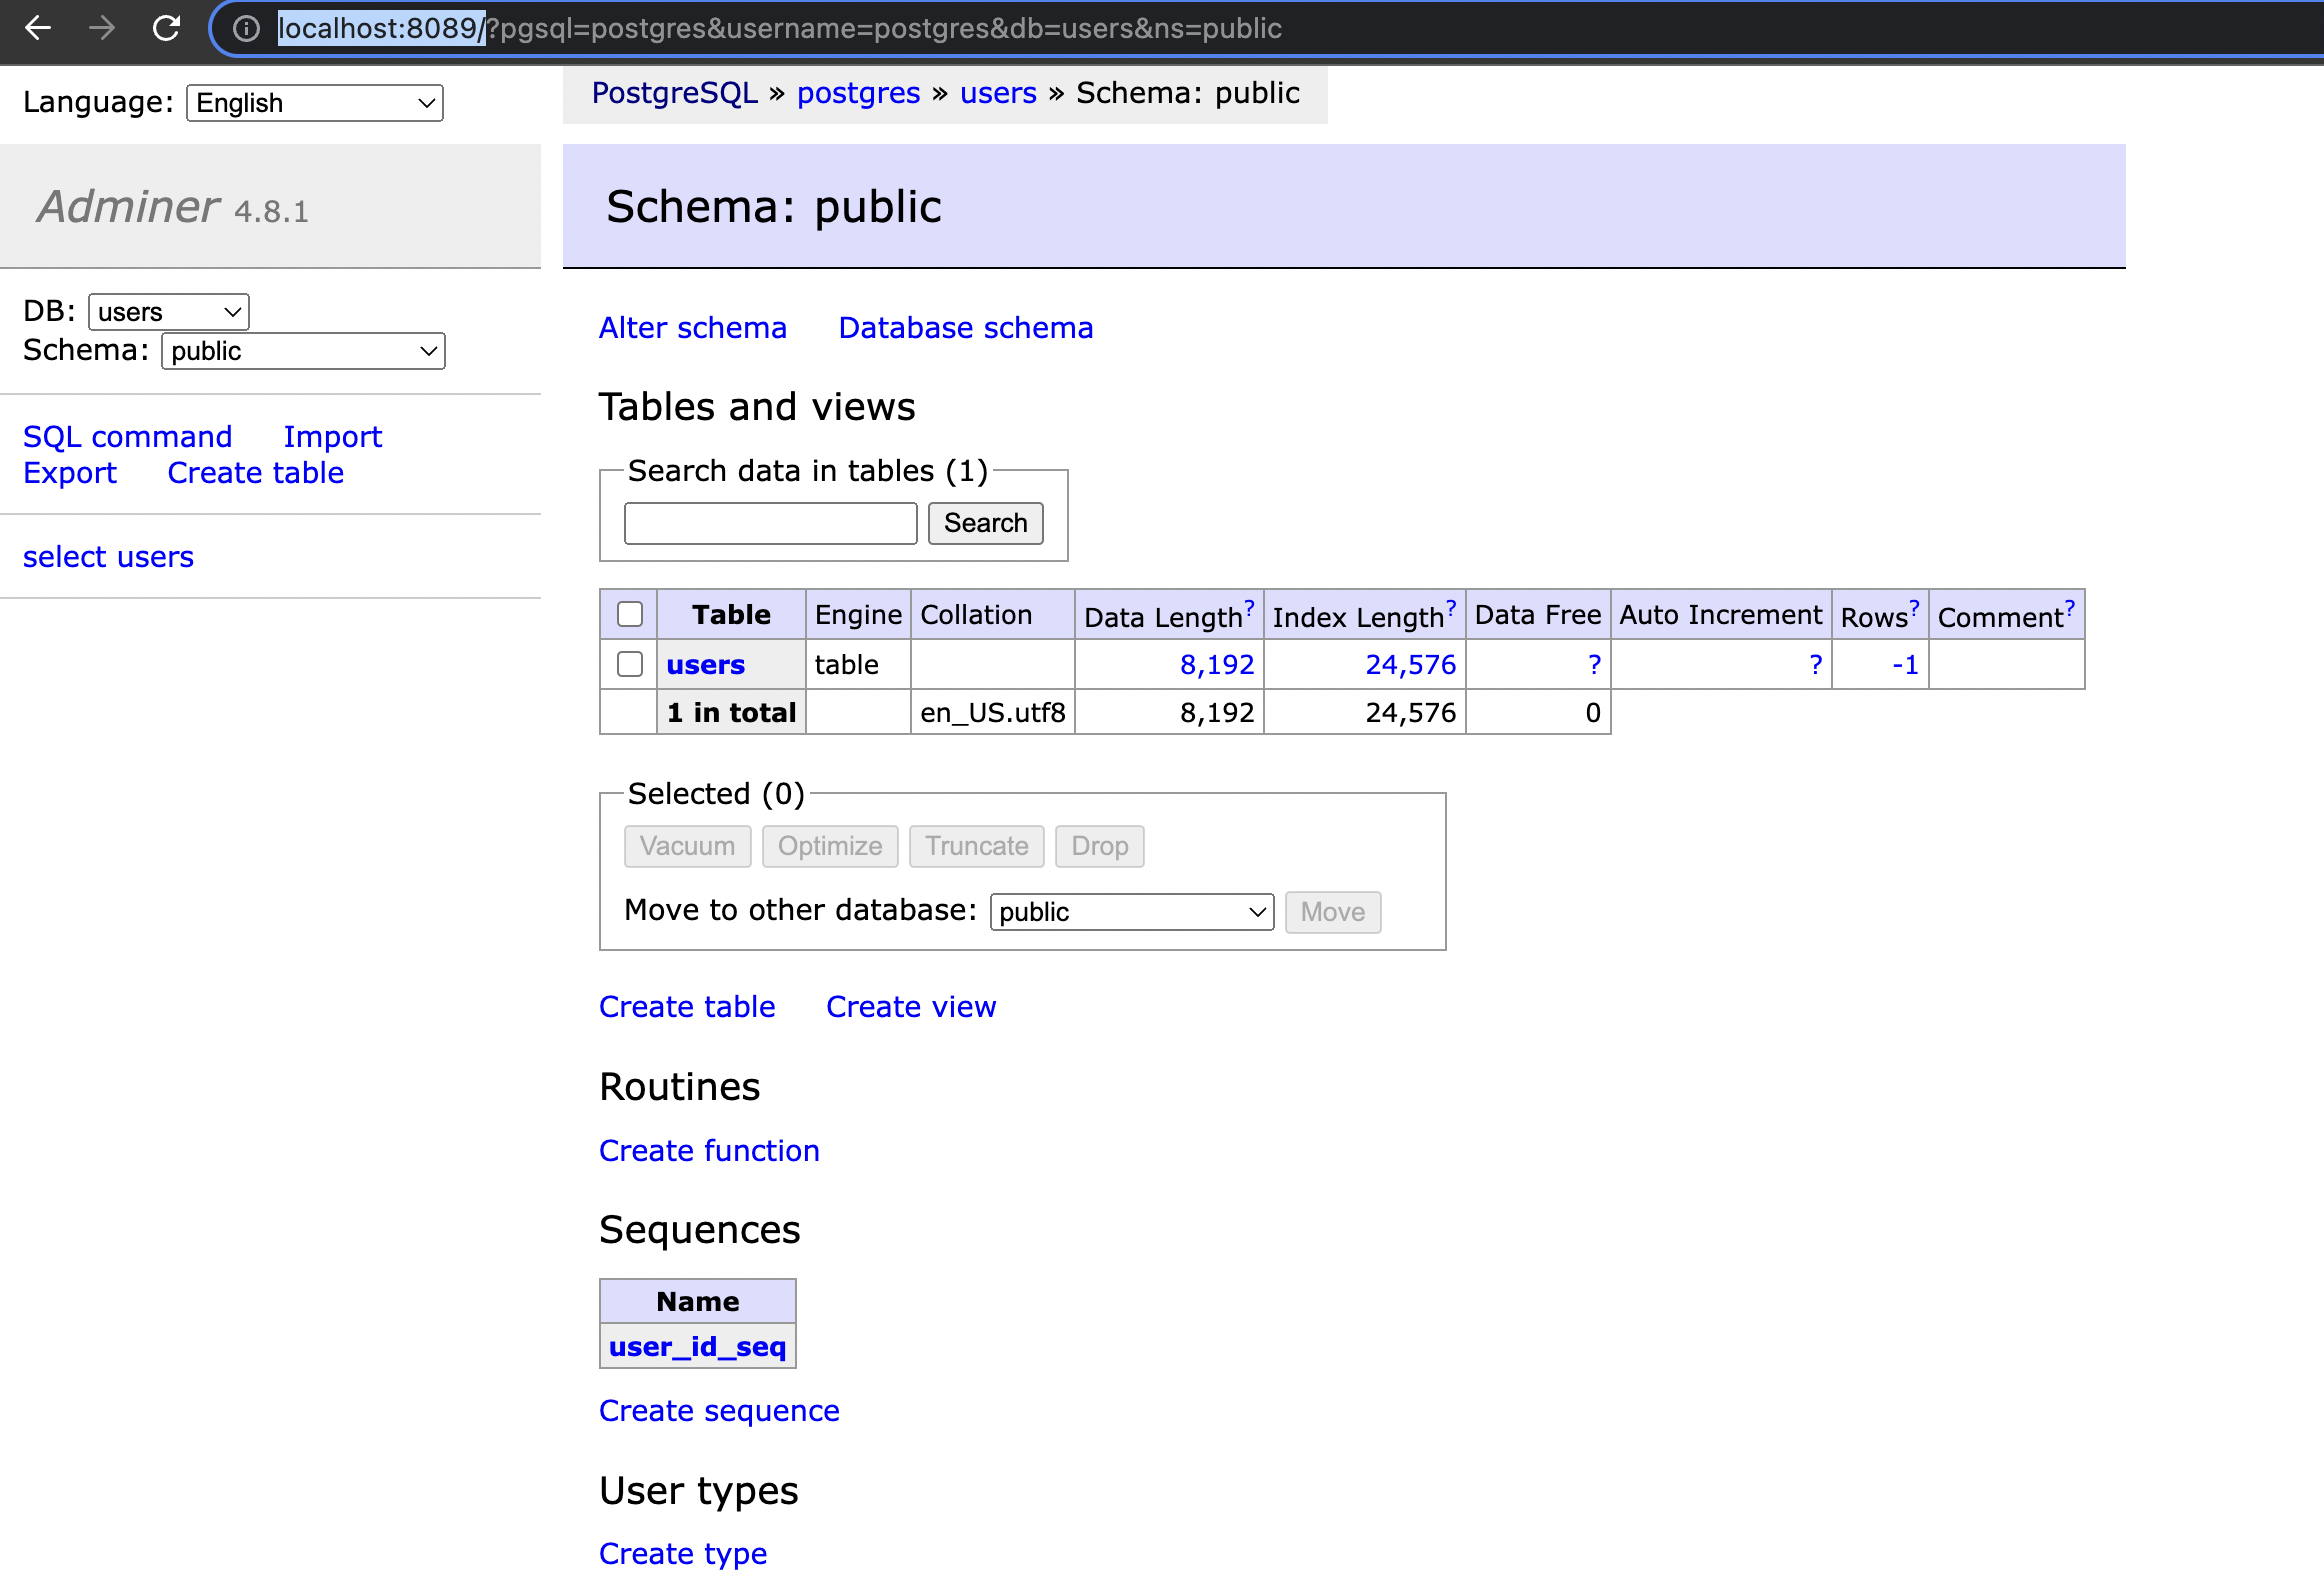 localhost:8089/?pgsql=postgres&username=postgres&db=users&ns=public
Language: English
PostgreSQL » postgres » users » Schema: public
Adminer 4.8.1
Schema: public
DB: users
Schema: public
SQL command Import
Export Create table
select users
Alter schema Database schema
Tables and views
Search data in tables (1)
Search
Table Engine Collation Data Length? Index Length? Data Free Auto Increment Rows? Comment?
users table 8,192 24,576 ? ? -1
1 in total en_US.utf8 8,192 24,576 0
Selected (0)
Vacuum Optimize Truncate Drop
Move to other database: public Move
Create table Create view
Routines
Create function
Sequences
Name
user_id_seq
Create sequence
User types
Create type